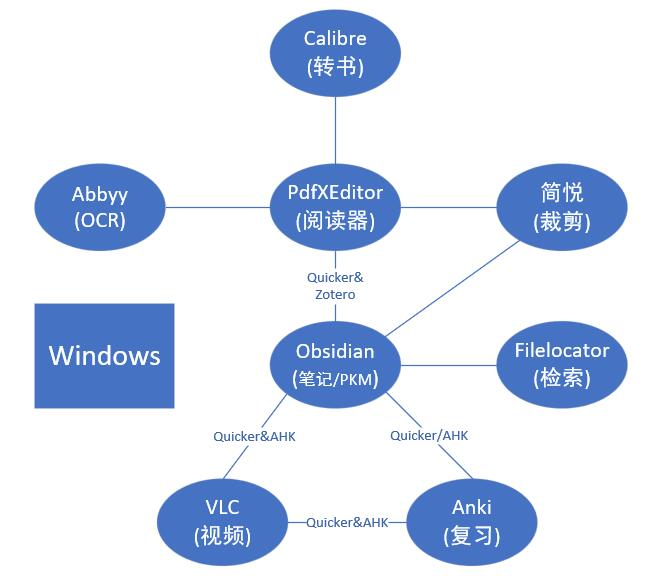 Calibre
(转书)
Abbyy
(OCR)
PdfXEditor
(阅读器)
简悦
(裁剪)
Quicker&
Zotero
Windows
Obsidian
(笔记/PKM)
Filelocator
(检索)
Quicker&AHK
Quicker/AHK
VLC
(视频)
Quicker&AHK
Anki
(复习)